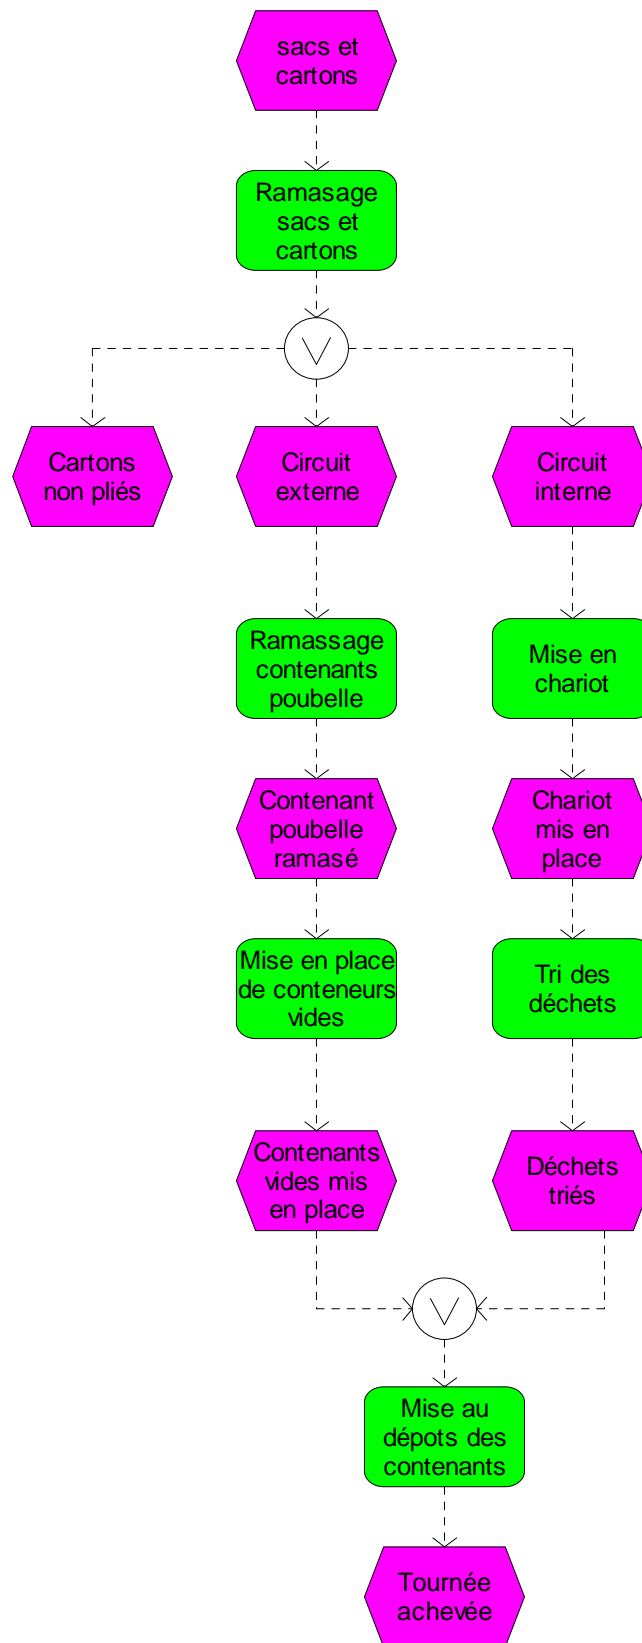 sacs et
cartons
Ramasage
sacs et
cartons
Cartons
non pliés
Circuit
externe
Circuit
interne
Ramassage
contenants
poubelle
Mise en
chariot
Contenant
poubelle
ramasé
Chariot
mis en
place
Mise en place
de conteneurs
vides
Tri des
déchets
Contenants
vides mis
en place
Déchets
triés
Mise au
dépots des
contenants
Tournée
achevée